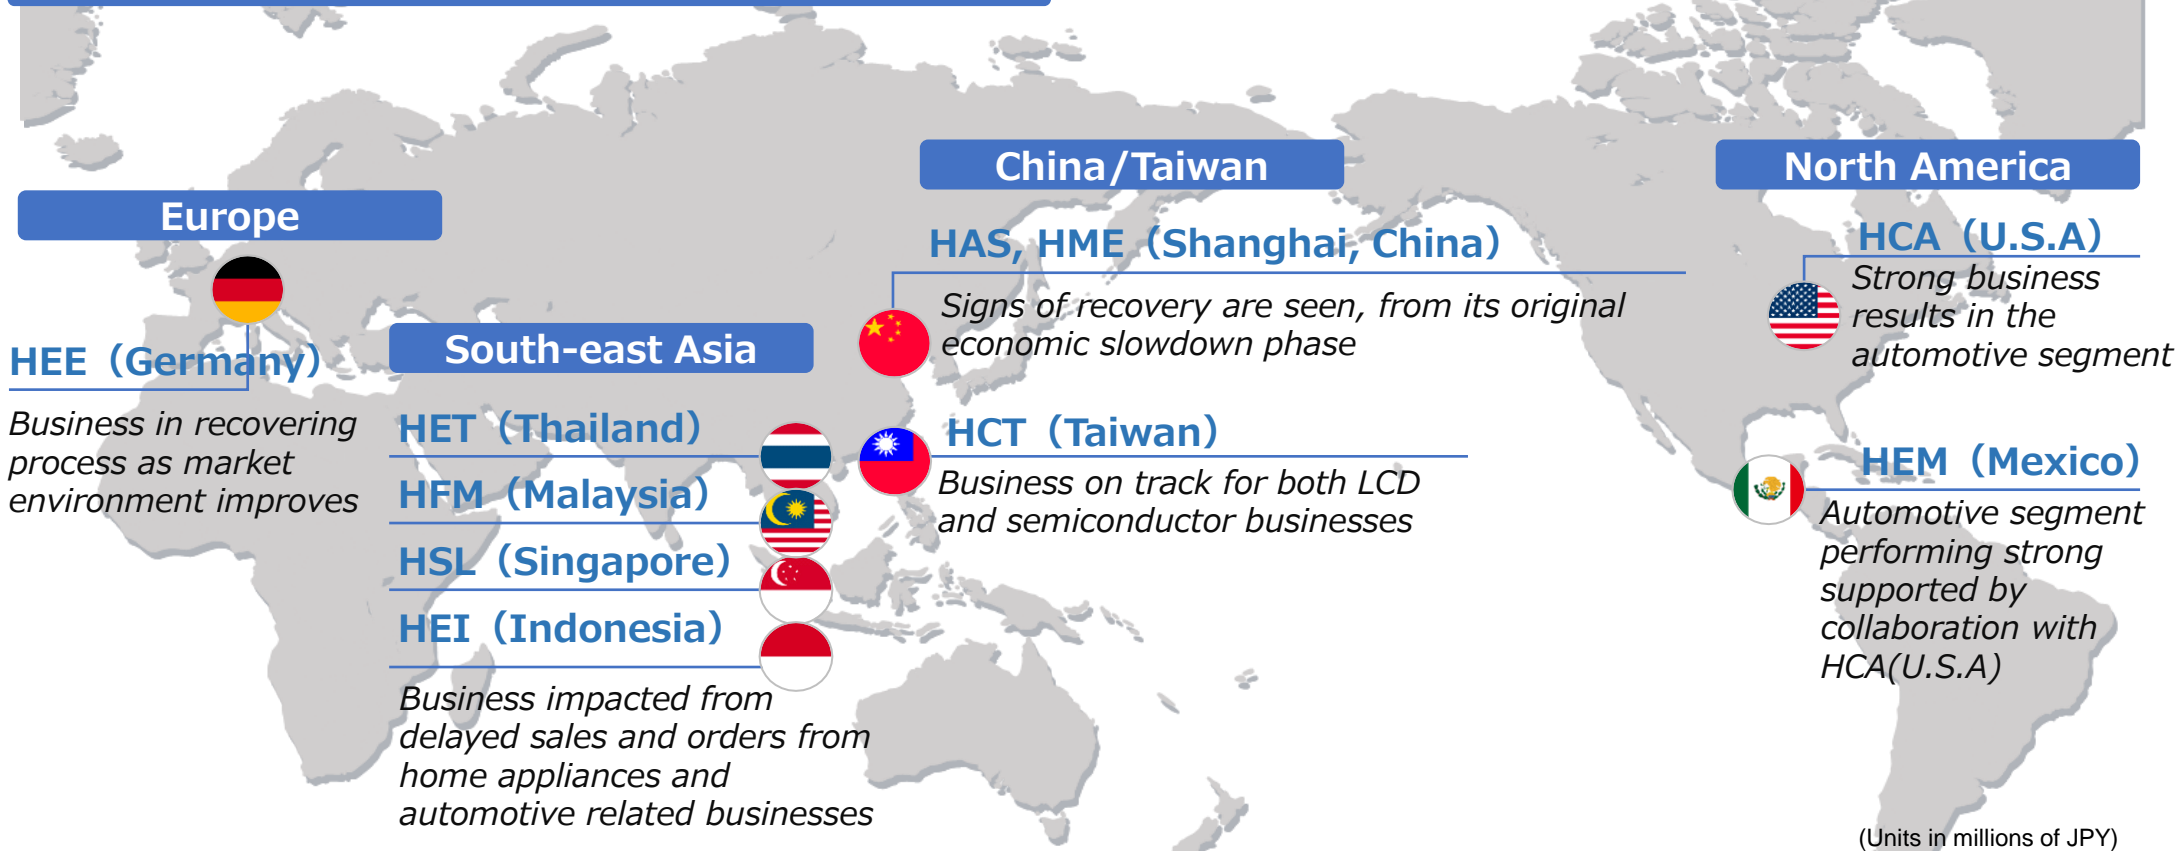 Europe
HEE（Germany）
Business in recovering
process as market
environment improves
South-east Asia
HET（Thailand）
HFM（Malaysia）
HSL（Singapore）
HEI（Indonesia）
Business impacted from
delayed sales and orders from
home appliances and
automotive related businesses
China/Taiwan
HAS, HME（Shanghai, China）
Signs of recovery are seen, from its original
economic slowdown phase
HCT（Taiwan）
Business on track for both LCD
and semiconductor businesses
North America
HCA（U.S.A）
Strong business
results in the
automotive segment
HEM（Mexico）
Automotive segment
performing strong
supported by
collaboration with
HCA(U.S.A)
(Units in millions of JPY)